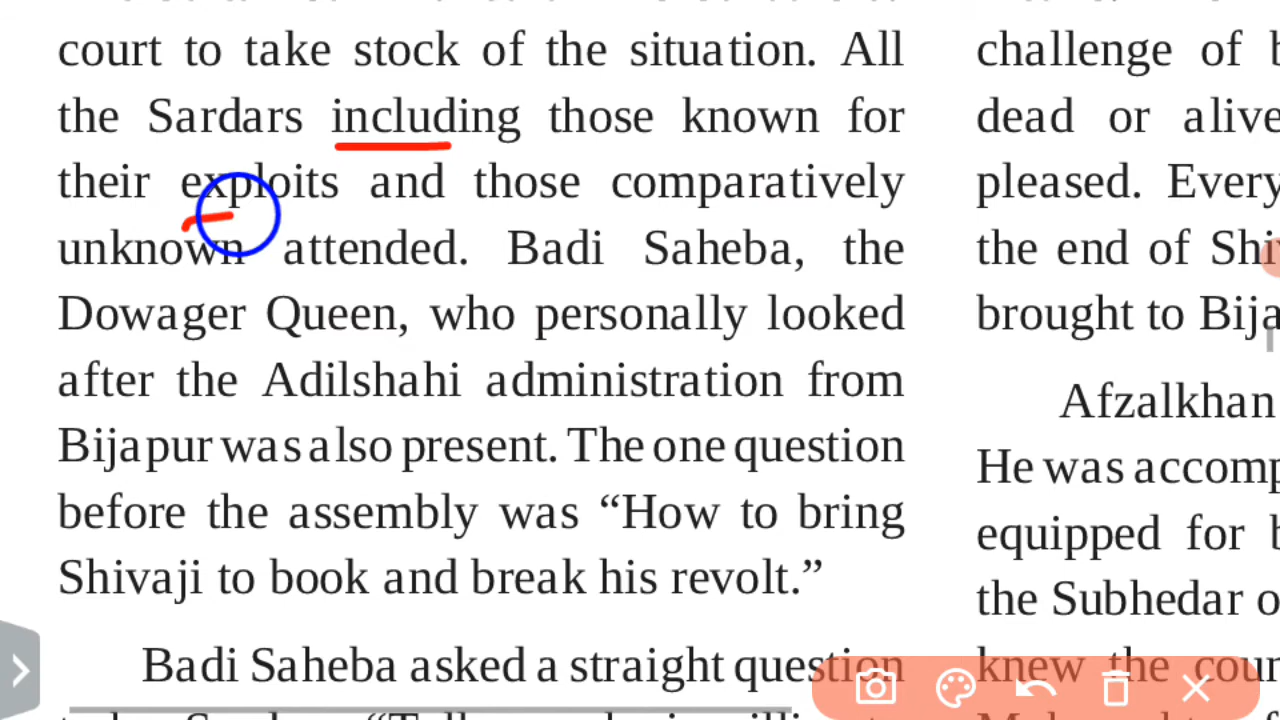 court to take stock of the situation. All
the Sardars including those known for
their exploits and those comparatively
unknown attended. Badi Saheba, the
Dowager Queen, who personally looked
after the Adilshahi administration from
Bijapur was also present. The one question
before the assembly was “How to bring
Shivaji to book and break his revolt.”
Badi Saheba asked a straight question
challenge of
dead or alive
pleased. Every
the end of
brought to
Afzalkhan
He was
equipped for
the Subhedar
knew the